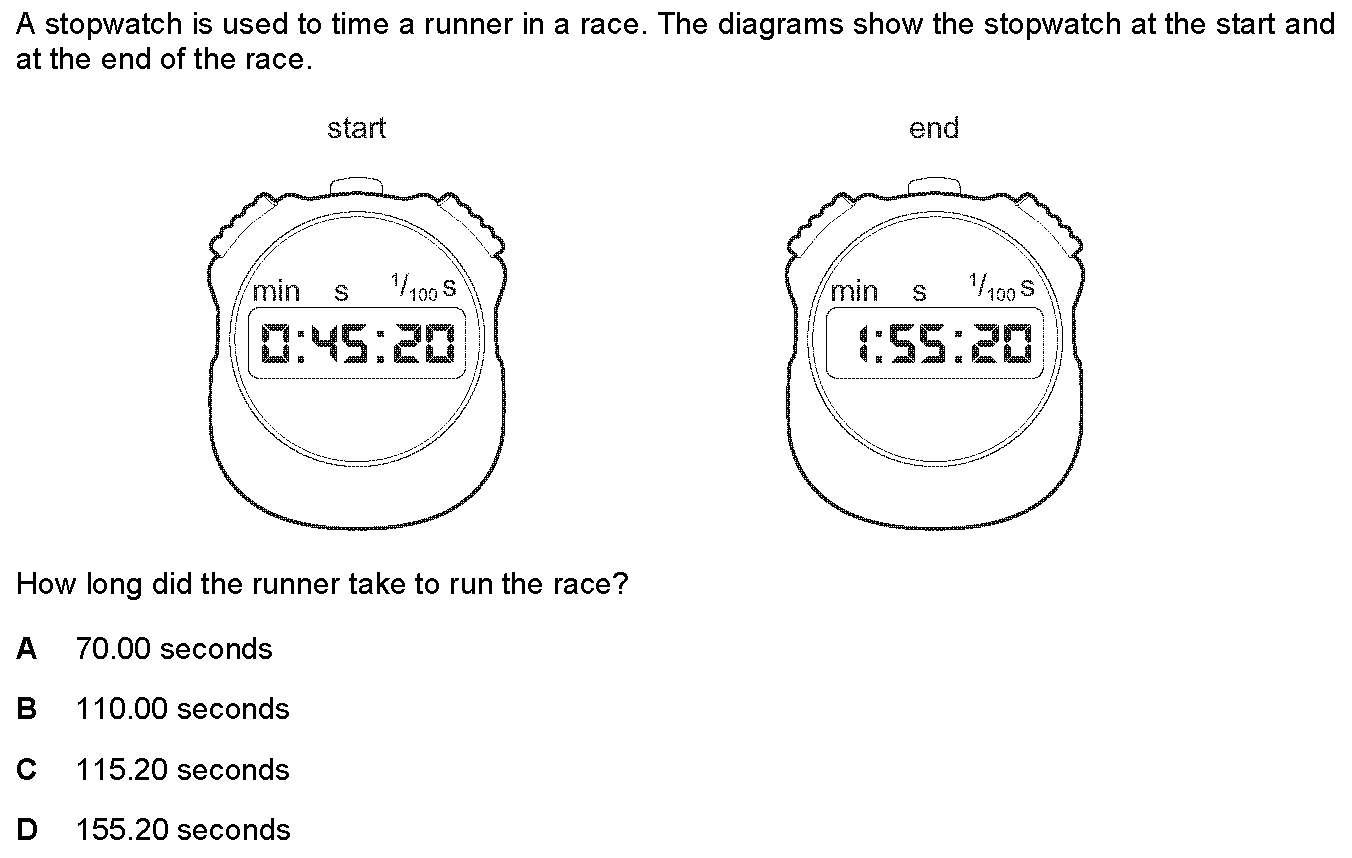 A stopwatch is used to time a runner in a race. The diagrams show the stopwatch at the start and
at the end of the race.
start
end
min s 1/100 s
0:45:20
min s 1/100 s
1:55:20
How long did the runner take to run the race?
A 70.00 seconds
B 110.00 seconds
C 115.20 seconds
D 155.20 seconds